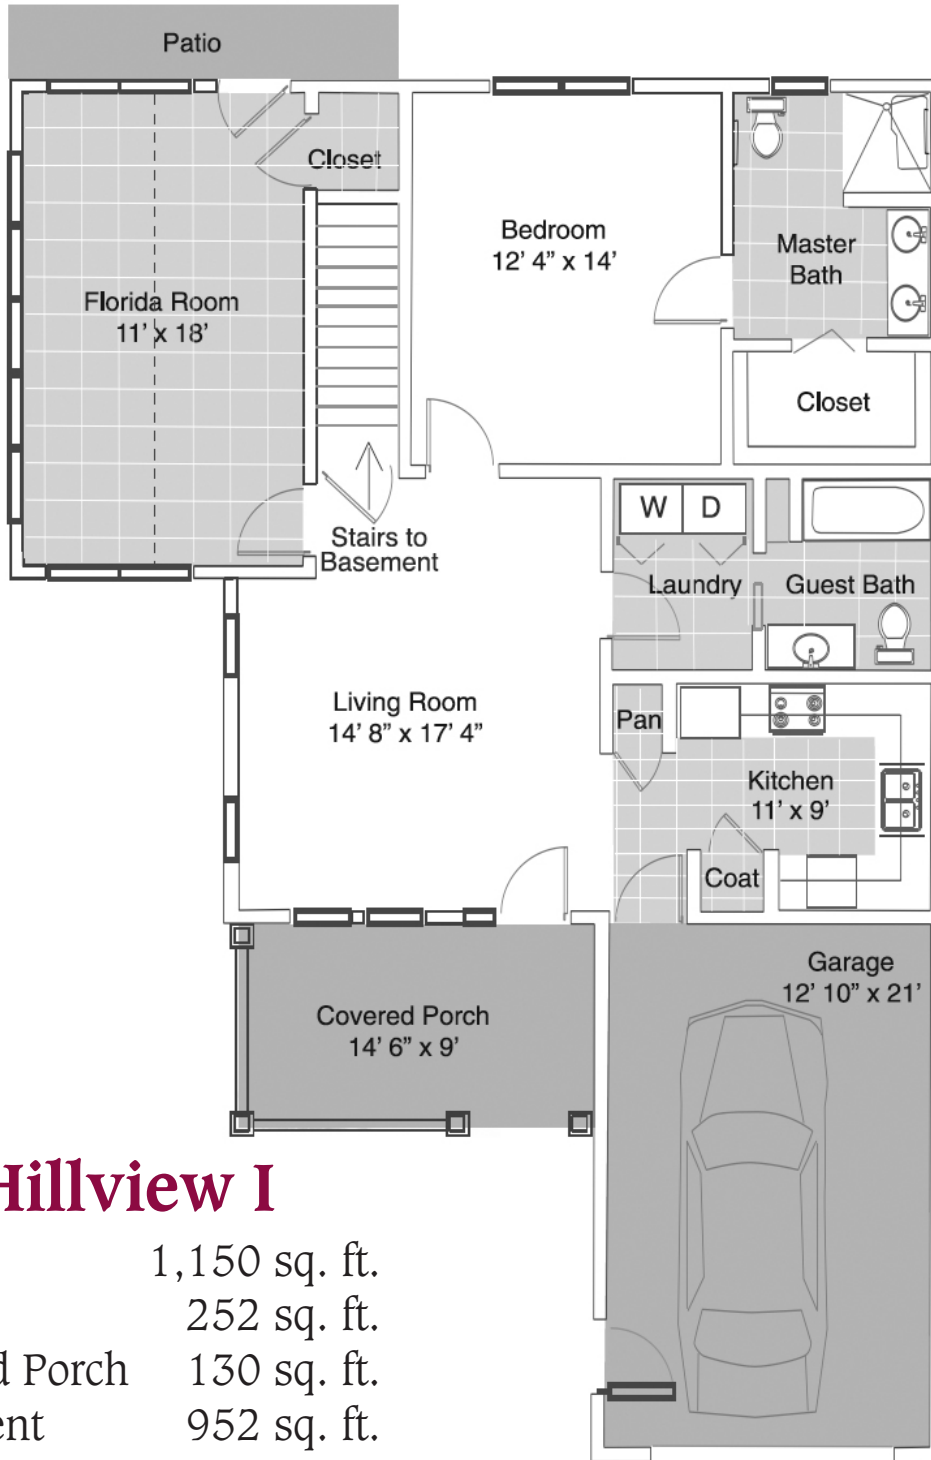 Patio
Closet
Bedroom
12’ 4” x 14’
Master
Bath
Florida Room
11’ x 18’
Closet
W D
Stairs to
Basement
Laundry
Guest Bath
Living Room
14’ 8” x 17’ 4”
Pan
Kitchen
11’ x 9’
Coat
Garage
12’ 10” x 21’
Covered Porch
14’ 6” x 9’
Hillview I
1,150 sq. ft.
252 sq. ft.
d Porch 130 sq. ft.
ent 952 sq. ft.